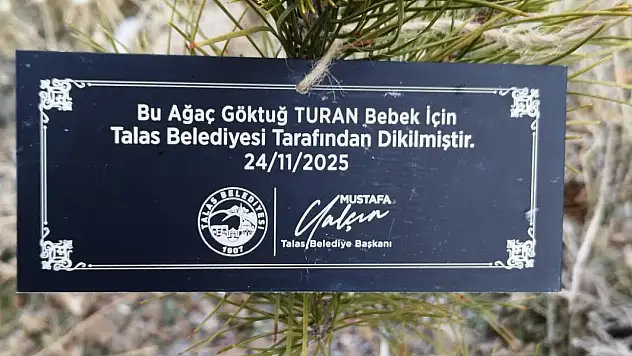 Bu Ağaç Göktuğ TURAN Bebek İçin
Talas Belediyesi Tarafından Dikilmiştir.
24/11/2025
TALAS BELEDİYESİ
1907
MUSTAFA
Yalçın
Talas Belediye Başkanı